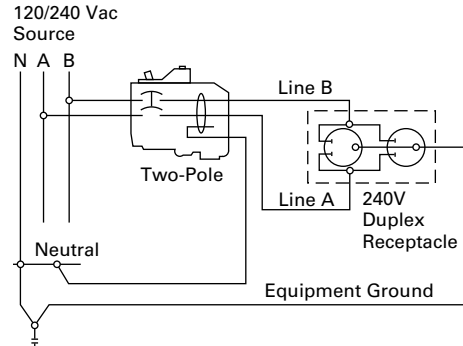 120/240 Vac
Source
N A B
Line B
Two-Pole
Line A
240V
Duplex
Receptacle
Neutral
Equipment Ground